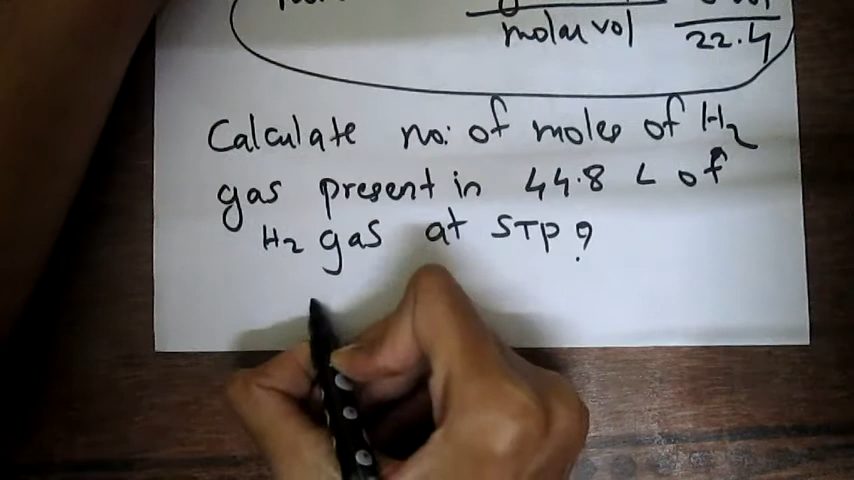 molar vol 22.4
Calculate no: of moles of H2
gas present in 44.8 L of
H2 gas at STP ?